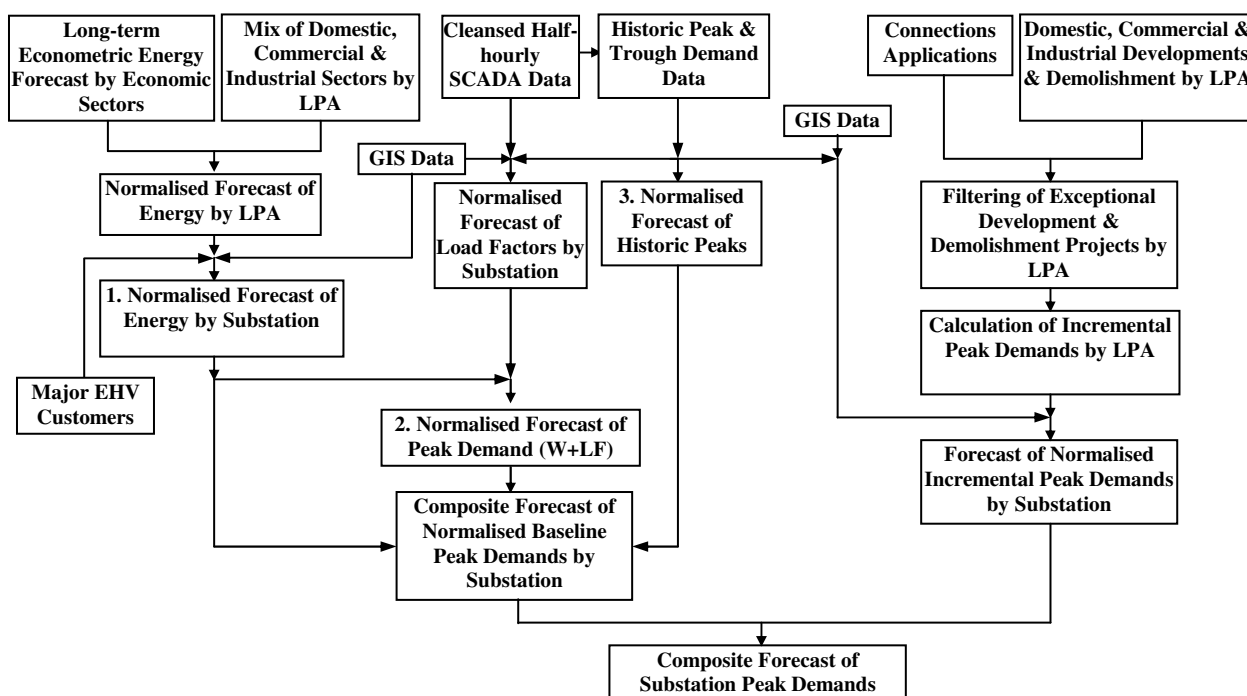 Long-term
Econometric Energy
Forecast by Economic
Sectors
Mix of Domestic,
Commercial &
Industrial Sectors by
LPA
Cleansed Half-
hourly
SCADA Data
Historic Peak &
Trough Demand
Data
Connections
Applications
Domestic, Commercial &
Industrial Developments
& Demolishment by LPA
GIS Data
GIS Data
Normalised Forecast of
Energy by LPA
Normalised
Forecast of
Load Factors by
Substation
3. Normalised
Forecast of
Historic Peaks
Filtering of Exceptional
Development &
Demolishment Projects by
LPA
1. Normalised Forecast of
Energy by Substation
Calculation of Incremental
Peak Demands by LPA
Major EHV
Customers
2. Normalised Forecast of
Peak Demand (W+LF)
Forecast of Normalised
Incremental Peak Demands
by Substation
Composite Forecast of
Normalised Baseline
Peak Demands by
Substation
Composite Forecast of
Substation Peak Demands